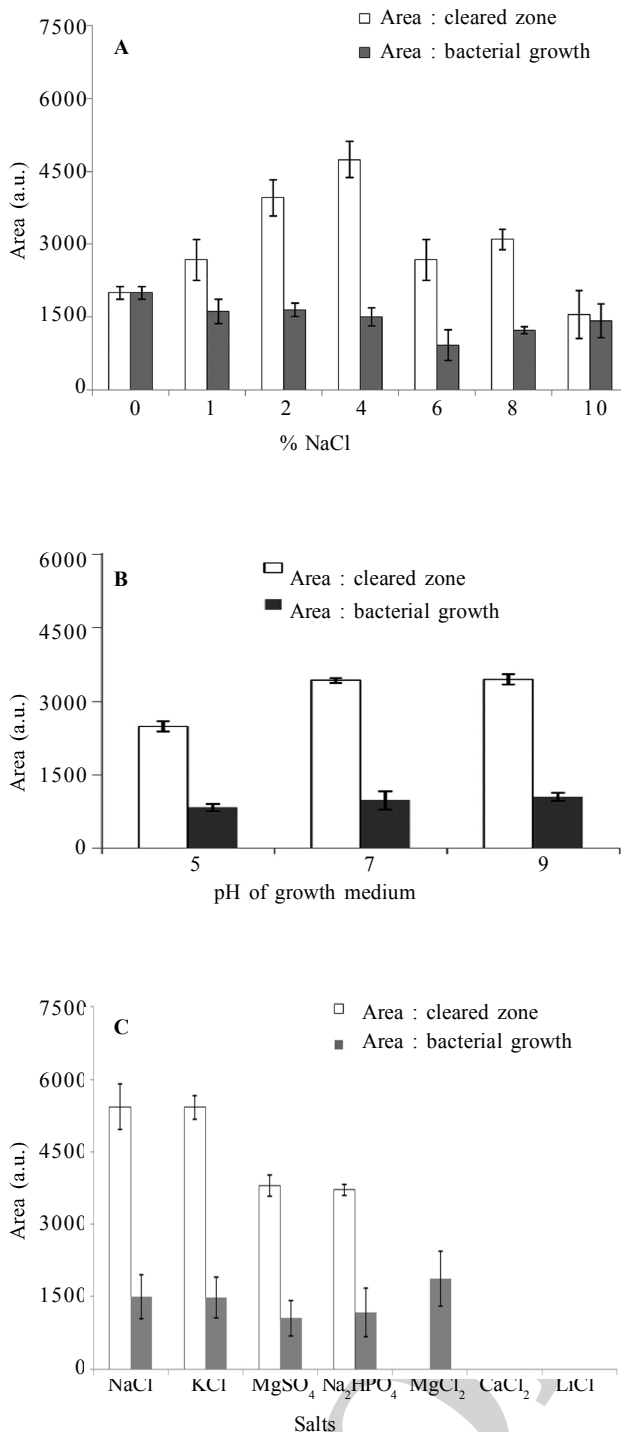 7500
6000
4500
3000
1500
0
Area (a.u.)
A
Area : cleared zone
Area : bacterial growth
0 1 2 4 6 8 10
% NaCl
6000
4500
3000
1500
0
Area (a.u.)
B
Area : cleared zone
Area : bacterial growth
5 7 9
pH of growth medium
7500
6000
4500
3000
1500
0
Area (a.u.)
C
Area : cleared zone
Area : bacterial growth
NaCl KCl MgSO₄ Na₂HPO₄ MgCl₂ CaCl₂ LiCl
Salts